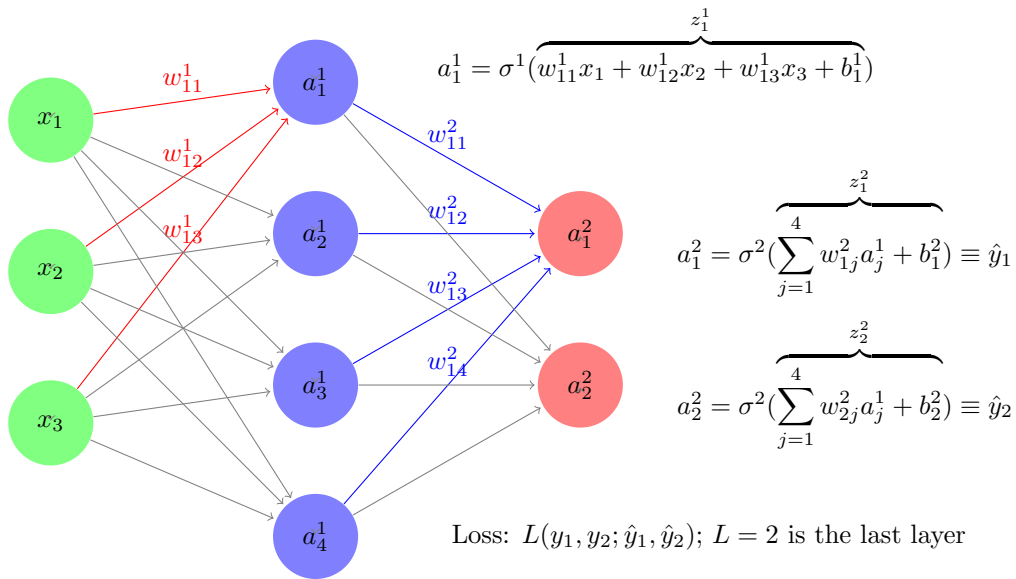 z_1^1
a_1^1 = σ^1(w_{11}^1 x_1 + w_{12}^1 x_2 + w_{13}^1 x_3 + b_1^1)
x_1
x_2
x_3
w_{11}^1
w_{12}^1
w_{13}^1
a_1^1
a_2^1
a_3^1
a_4^1
w_{11}^2
w_{12}^2
w_{13}^2
w_{14}^2
a_1^2
a_2^2
z_1^2
a_1^2 = σ^2(∑_{j=1}^4 w_{1j}^2 a_j^1 + b_1^2) ≡ ŷ_1
z_2^2
a_2^2 = σ^2(∑_{j=1}^4 w_{2j}^2 a_j^1 + b_2^2) ≡ ŷ_2
Loss: L(y_1, y_2; ŷ_1, ŷ_2); L = 2 is the last layer